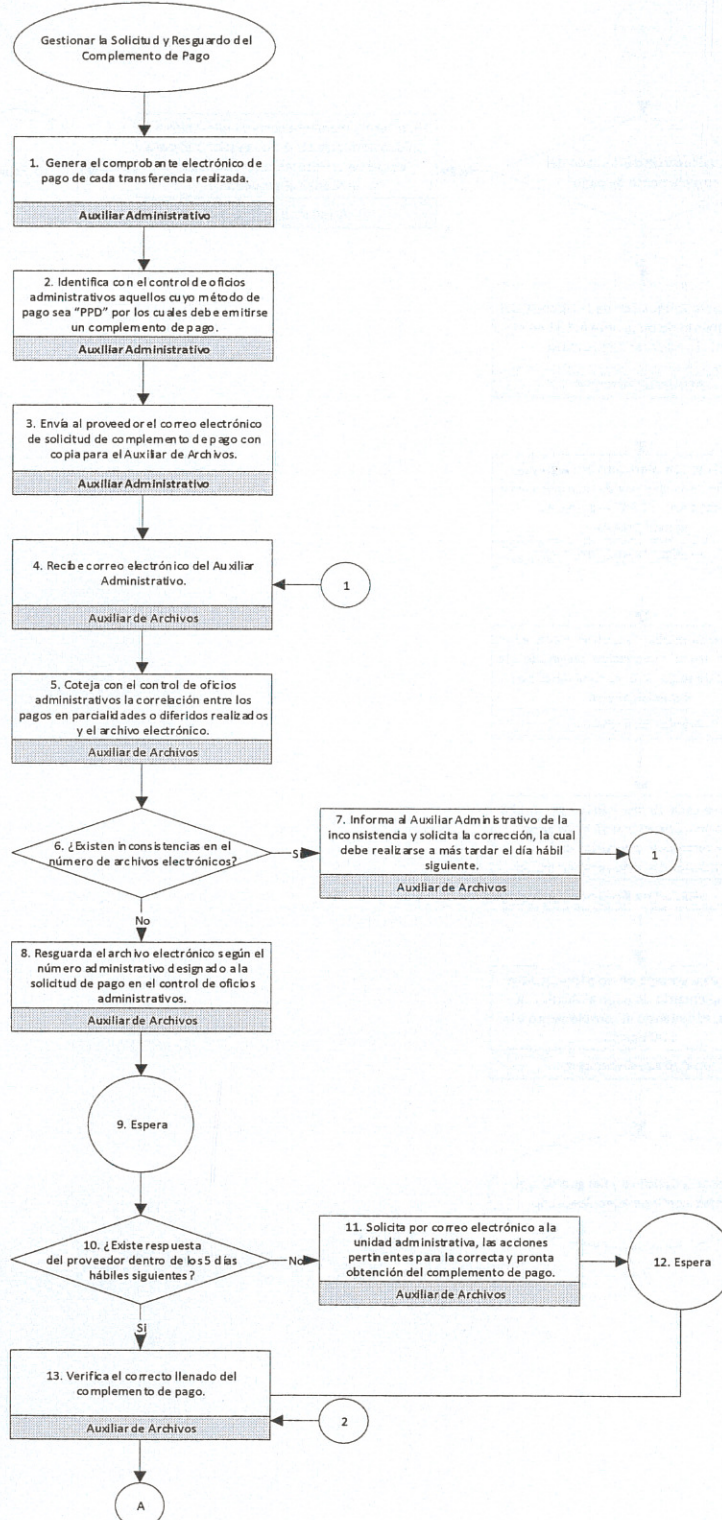 Gestionar la Solicitud y Resguardo del
Complemento de Pago
1. Genera el comprobante electrónico de
pago de cada transferencia realizada.
Auxiliar Administrativo
2. Identifica con el control de oficios
administrativos aquellos cuyo método de
pago sea "PPD" por los cuales debe emitirse
un complemento de pago.
Auxiliar Administrativo
3. Envía al proveedor el correo electrónico
de solicitud de complemento de pago con
copia para el Auxiliar de Archivos.
Auxiliar Administrativo
4. Recibe correo electrónico del Auxiliar
Administrativo.
Auxiliar de Archivos
1
5. Coteja con el control de oficios
administrativos la correlación entre los
pagos en parcialidades o diferidos realizados
y el archivo electrónico.
Auxiliar de Archivos
6. ¿Existen inconsistencias en el
número de archivos electrónicos?
Si
7. Informa al Auxiliar Administrativo de la
inconsistencia y solicita la corrección, la cual
debe realizarse a más tardar el día hábil
siguiente.
Auxiliar de Archivos
1
No
8. Resguarda el archivo electrónico según el
número administrativo designado a la
solicitud de pago en el control de oficios
administrativos.
Auxiliar de Archivos
9. Espera
10. ¿Existe respuesta
del proveedor dentro de los 5 días
hábiles siguientes?
No
11. Solicita por correo electrónico a la
unidad administrativa, las acciones
pertinentes para la correcta y pronta
obtención del complemento de pago.
Auxiliar de Archivos
12. Espera
Si
13. Verifica el correcto llenado del
complemento de pago.
Auxiliar de Archivos
2
A